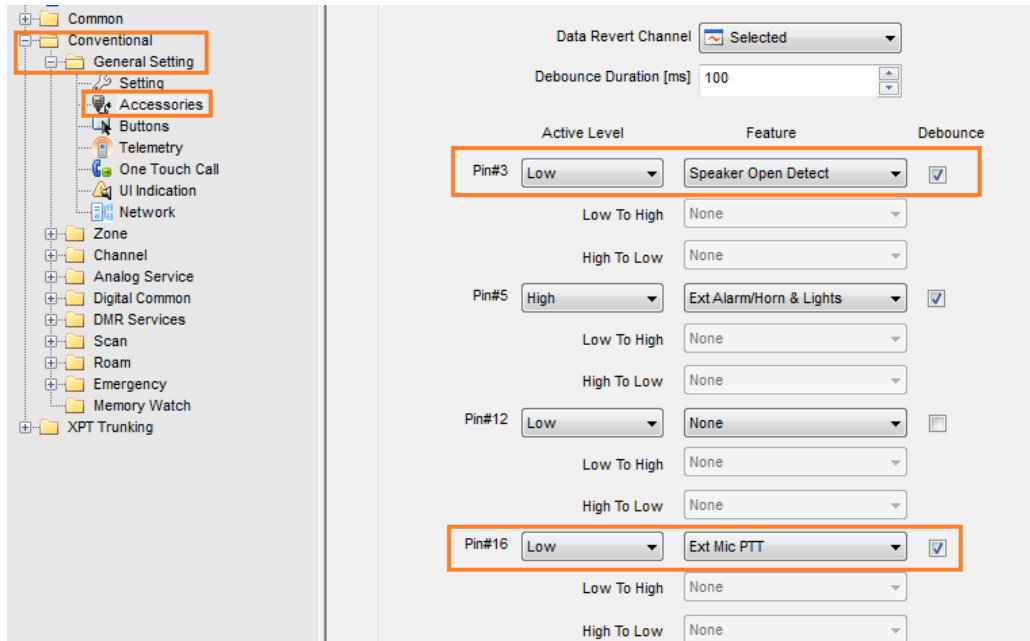 Common
Conventional
General Setting
Setting
Accessories
Buttons
Telemetry
One Touch Call
UI Indication
Network
Zone
Channel
Analog Service
Digital Common
DMR Services
Scan
Roam
Emergency
Memory Watch
XPT Trunking
Data Revert Channel Selected
Debounce Duration [ms] 100
Active Level Feature Debounce
Pin#3 Low Speaker Open Detect
Low To High None
High To Low None
Pin#5 High Ext Alarm/Horn & Lights
Low To High None
High To Low None
Pin#12 Low None
Low To High None
High To Low None
Pin#16 Low Ext Mic PTT
Low To High None
High To Low None